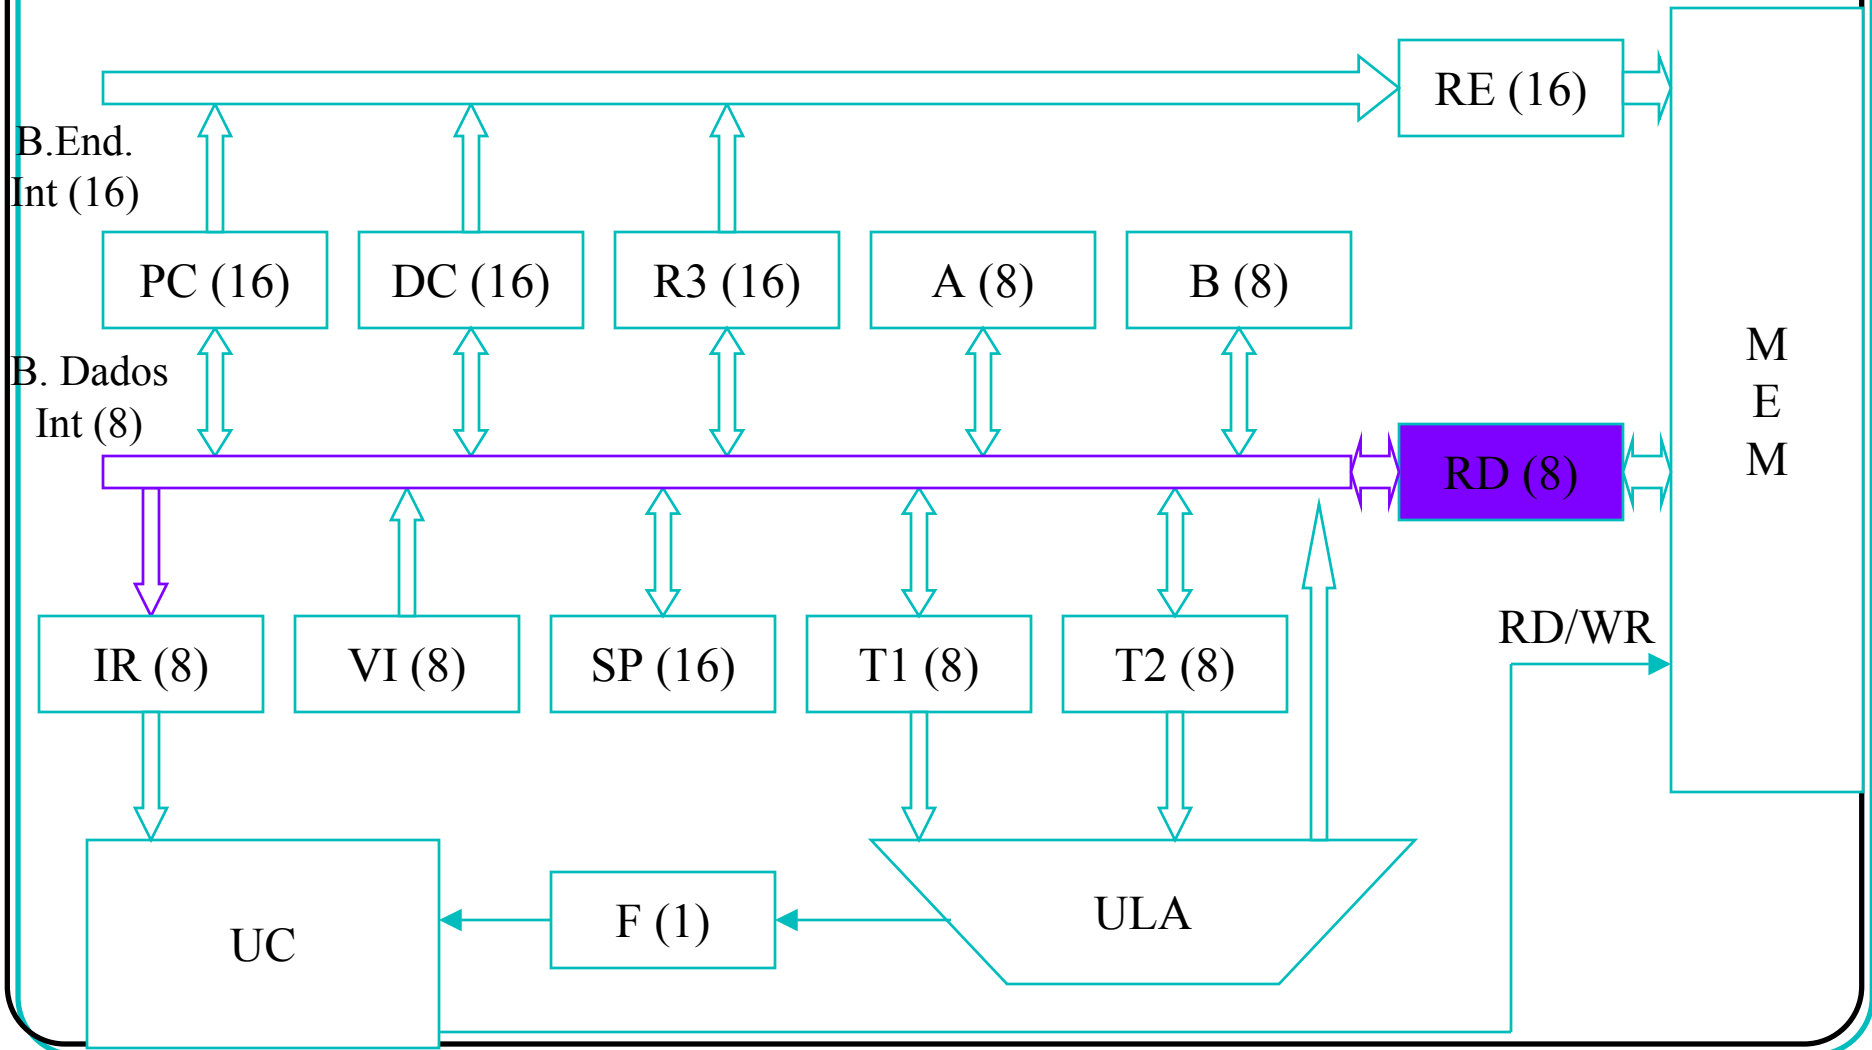 RE (16)
B.End.
Int (16)
PC (16)
DC (16)
R3 (16)
A (8)
B (8)
B. Dados
Int (8)
RD (8)
M
E
M
IR (8)
VI (8)
SP (16)
T1 (8)
T2 (8)
RD/WR
UC
F (1)
ULA